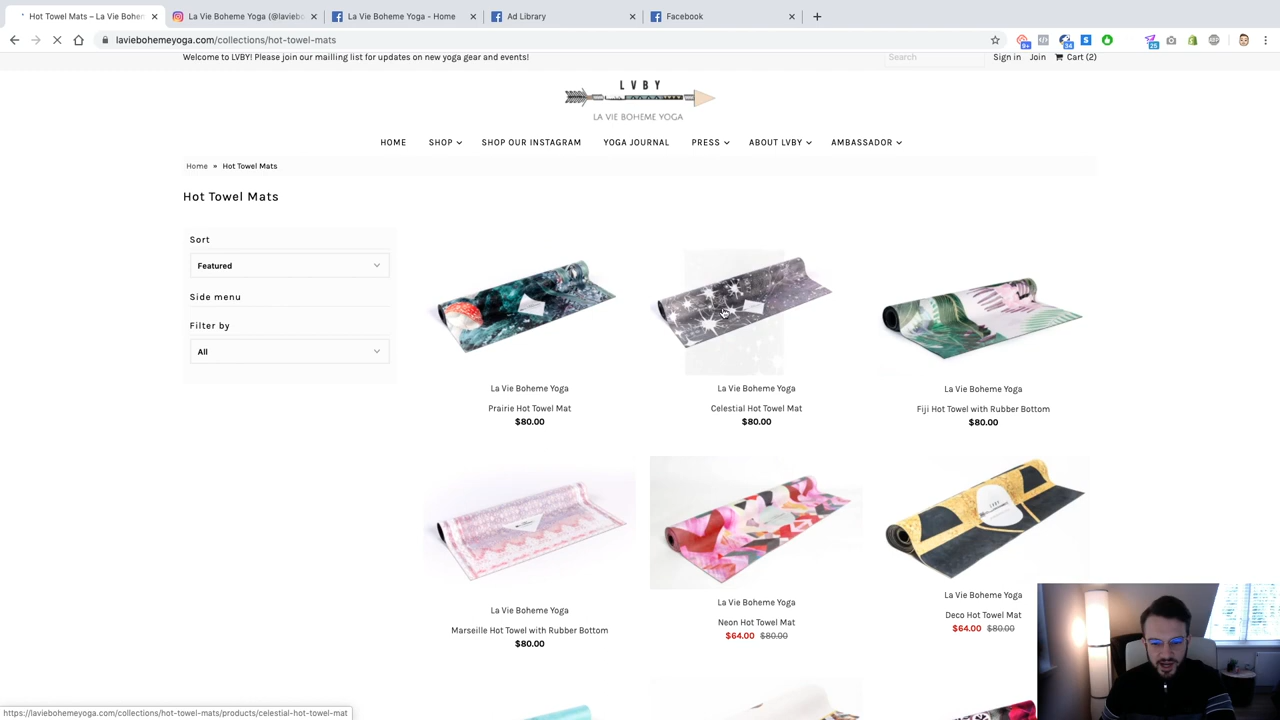 Hot Towel Mats – La Vie Bohem
La Vie Boheme Yoga (@laviebo
La Vie Boheme Yoga - Home
Ad Library
Facebook
laviebohemeyoga.com/collections/hot-towel-mats
9+
34
25
Welcome to LVBY! Please join our mailing list for updates on new yoga gear and events!
Search
Sign in
Join
Cart (2)
LVBY
LA VIE BOHEME YOGA
HOME
SHOP
SHOP OUR INSTAGRAM
YOGA JOURNAL
PRESS
ABOUT LVBY
AMBASSADOR
Home » Hot Towel Mats
Hot Towel Mats
Sort
Featured
Side menu
Filter by
All
La Vie Boheme Yoga
Prairie Hot Towel Mat
$80.00
La Vie Boheme Yoga
Celestial Hot Towel Mat
$80.00
La Vie Boheme Yoga
Fiji Hot Towel with Rubber Bottom
$80.00
La Vie Boheme Yoga
Marseille Hot Towel with Rubber Bottom
$80.00
La Vie Boheme Yoga
Neon Hot Towel Mat
$64.00 $80.00
La Vie Boheme Yoga
Deco Hot Towel Mat
$64.00 $80.00
https://laviebohemeyoga.com/collections/hot-towel-mats/products/celestial-hot-towel-mat